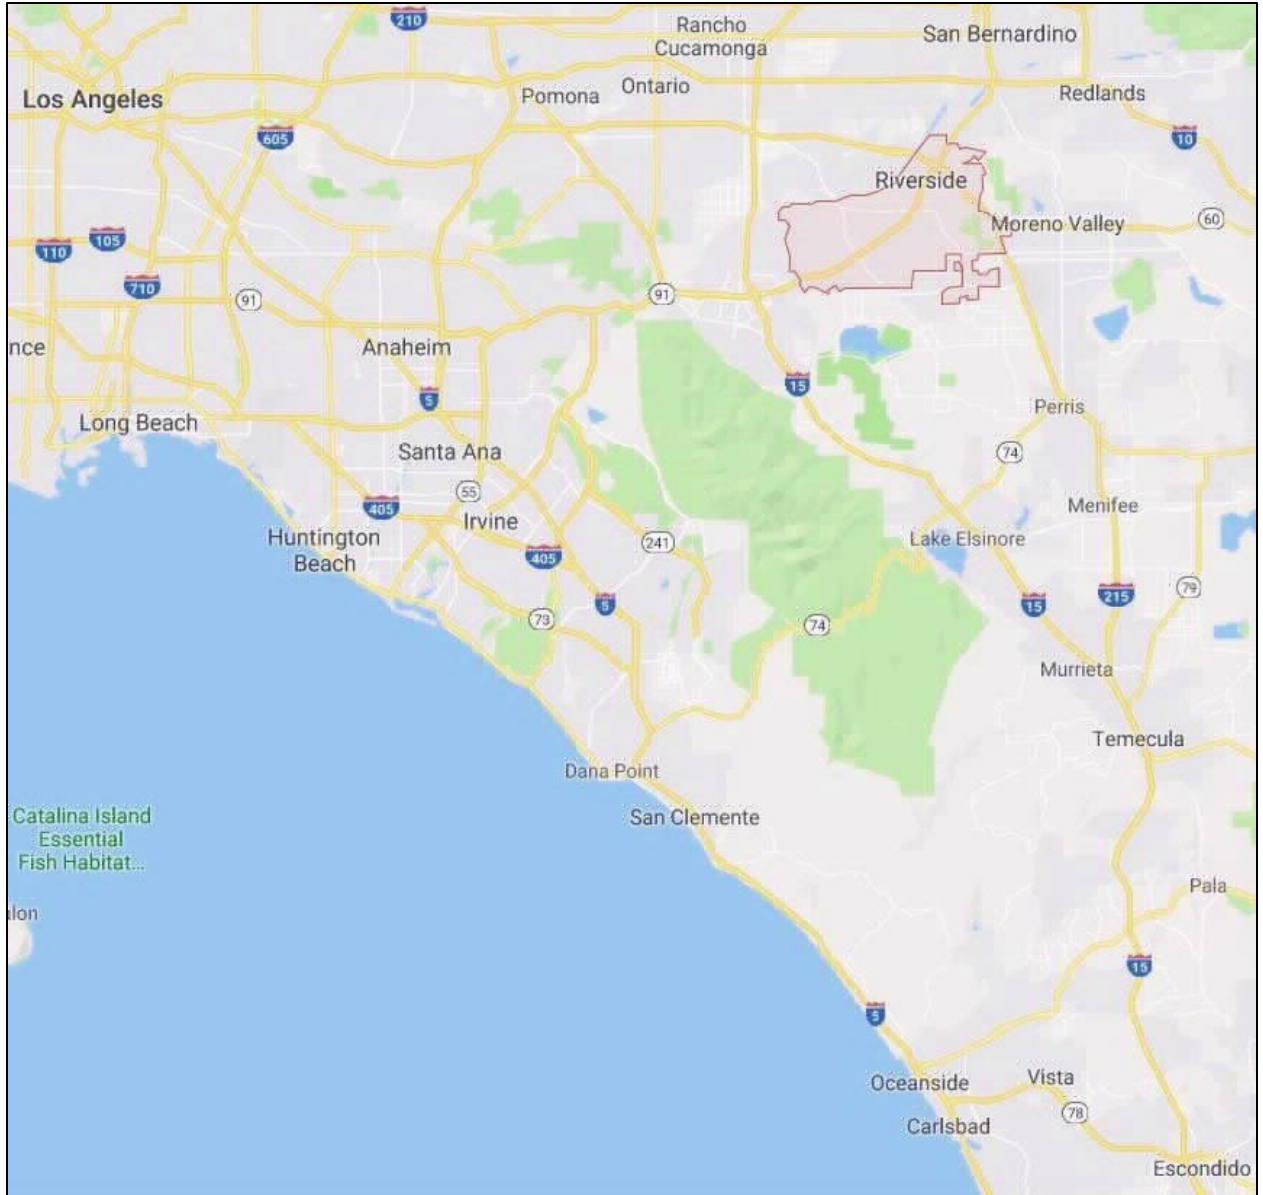 210
Rancho
Cucamonga
San Bernardino
Los Angeles
Pomona
Ontario
Redlands
605
10
Riverside
110
105
Moreno Valley
60
710
91
91
nce
Anaheim
5
15
Long Beach
Perris
Santa Ana
74
55
405
Irvine
Menifee
Huntington
Beach
405
241
Lake Elsinore
73
5
74
15
215
79
Murrieta
Temecula
Dana Point
San Clemente
Catalina Island
Essential
Fish Habitat...
Pala
lon
15
5
Oceanside
Vista
78
Carlsbad
Escondido